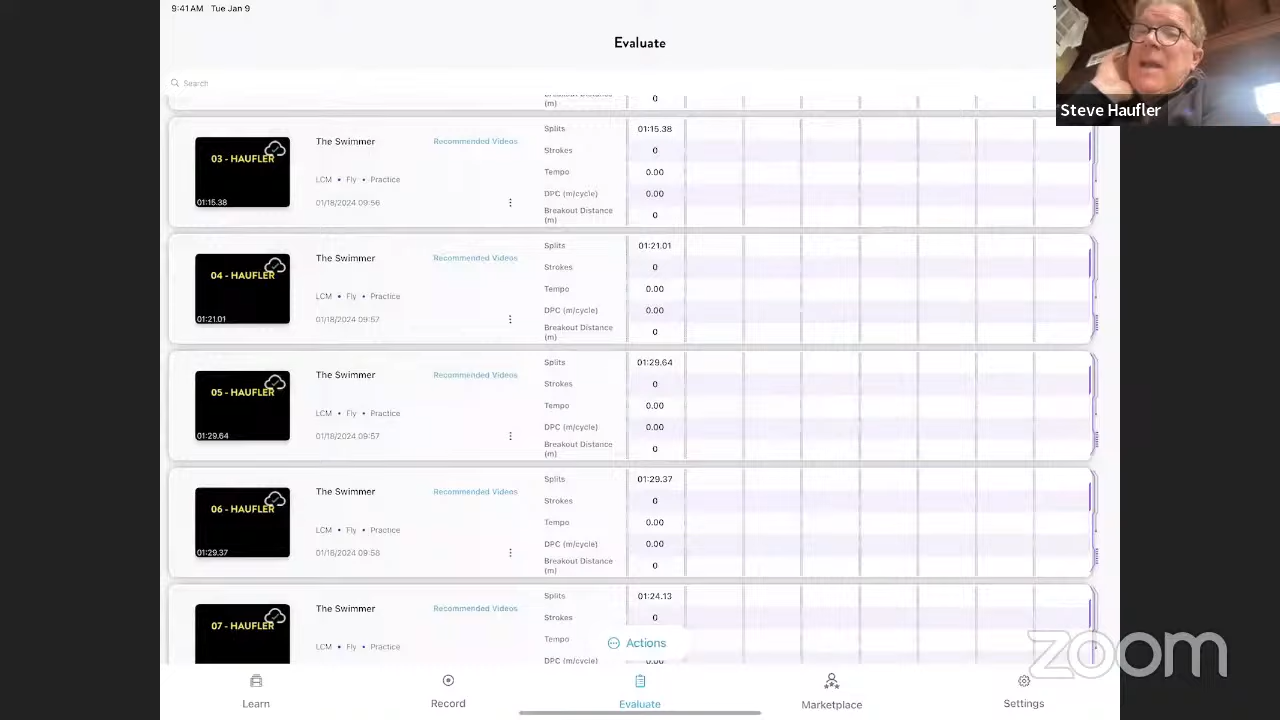 9:41 AM Tue Jan 9
Evaluate
Search
Steve Haufler
Breakout Distance
(m) 0
03 - HAUFLER
01:15.38
The Swimmer
Recommended Videos
LCM • Fly • Practice
01/18/2024 09:56
Splits 01:15.38
Strokes 0
Tempo 0.00
DPC (m/cycle) 0.00
Breakout Distance
(m) 0
04 - HAUFLER
01:21.01
The Swimmer
Recommended Videos
LCM • Fly • Practice
01/18/2024 09:57
Splits 01:21.01
Strokes 0
Tempo 0.00
DPC (m/cycle) 0.00
Breakout Distance
(m) 0
05 - HAUFLER
01:29.64
The Swimmer
Recommended Videos
LCM • Fly • Practice
01/18/2024 09:57
Splits 01:29.64
Strokes 0
Tempo 0.00
DPC (m/cycle) 0.00
Breakout Distance
(m) 0
06 - HAUFLER
01:29.37
The Swimmer
Recommended Videos
LCM • Fly • Practice
01/18/2024 09:58
Splits 01:29.37
Strokes 0
Tempo 0.00
DPC (m/cycle) 0.00
Breakout Distance
(m) 0
07 - HAUFLER
The Swimmer
Recommended Videos
LCM • Fly • Practice
Splits 01:24.13
Strokes 0
Tempo 0.00
DPC (m/cycle) 0.00
Actions
zoom
Learn
Record
Evaluate
Marketplace
Settings